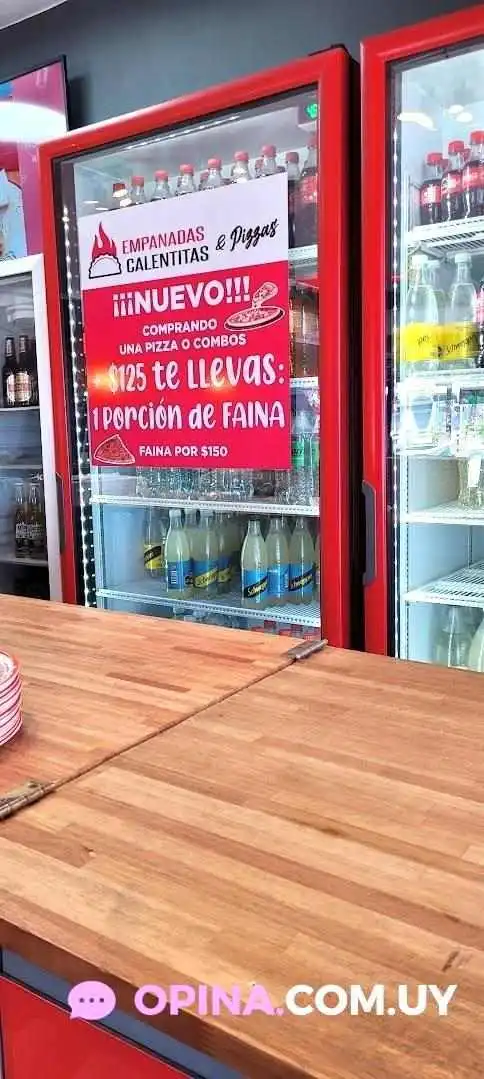 EMPANADAS
CALENTITAS & Pizzas
¡¡¡NUEVO!!!
COMPRANDO
UNA PIZZA O COMBOS
+ $125 te LLevas:
1 PORCIÓN de FAINA
FAINA POR $150
Schweppes
OPINA.COM.UY